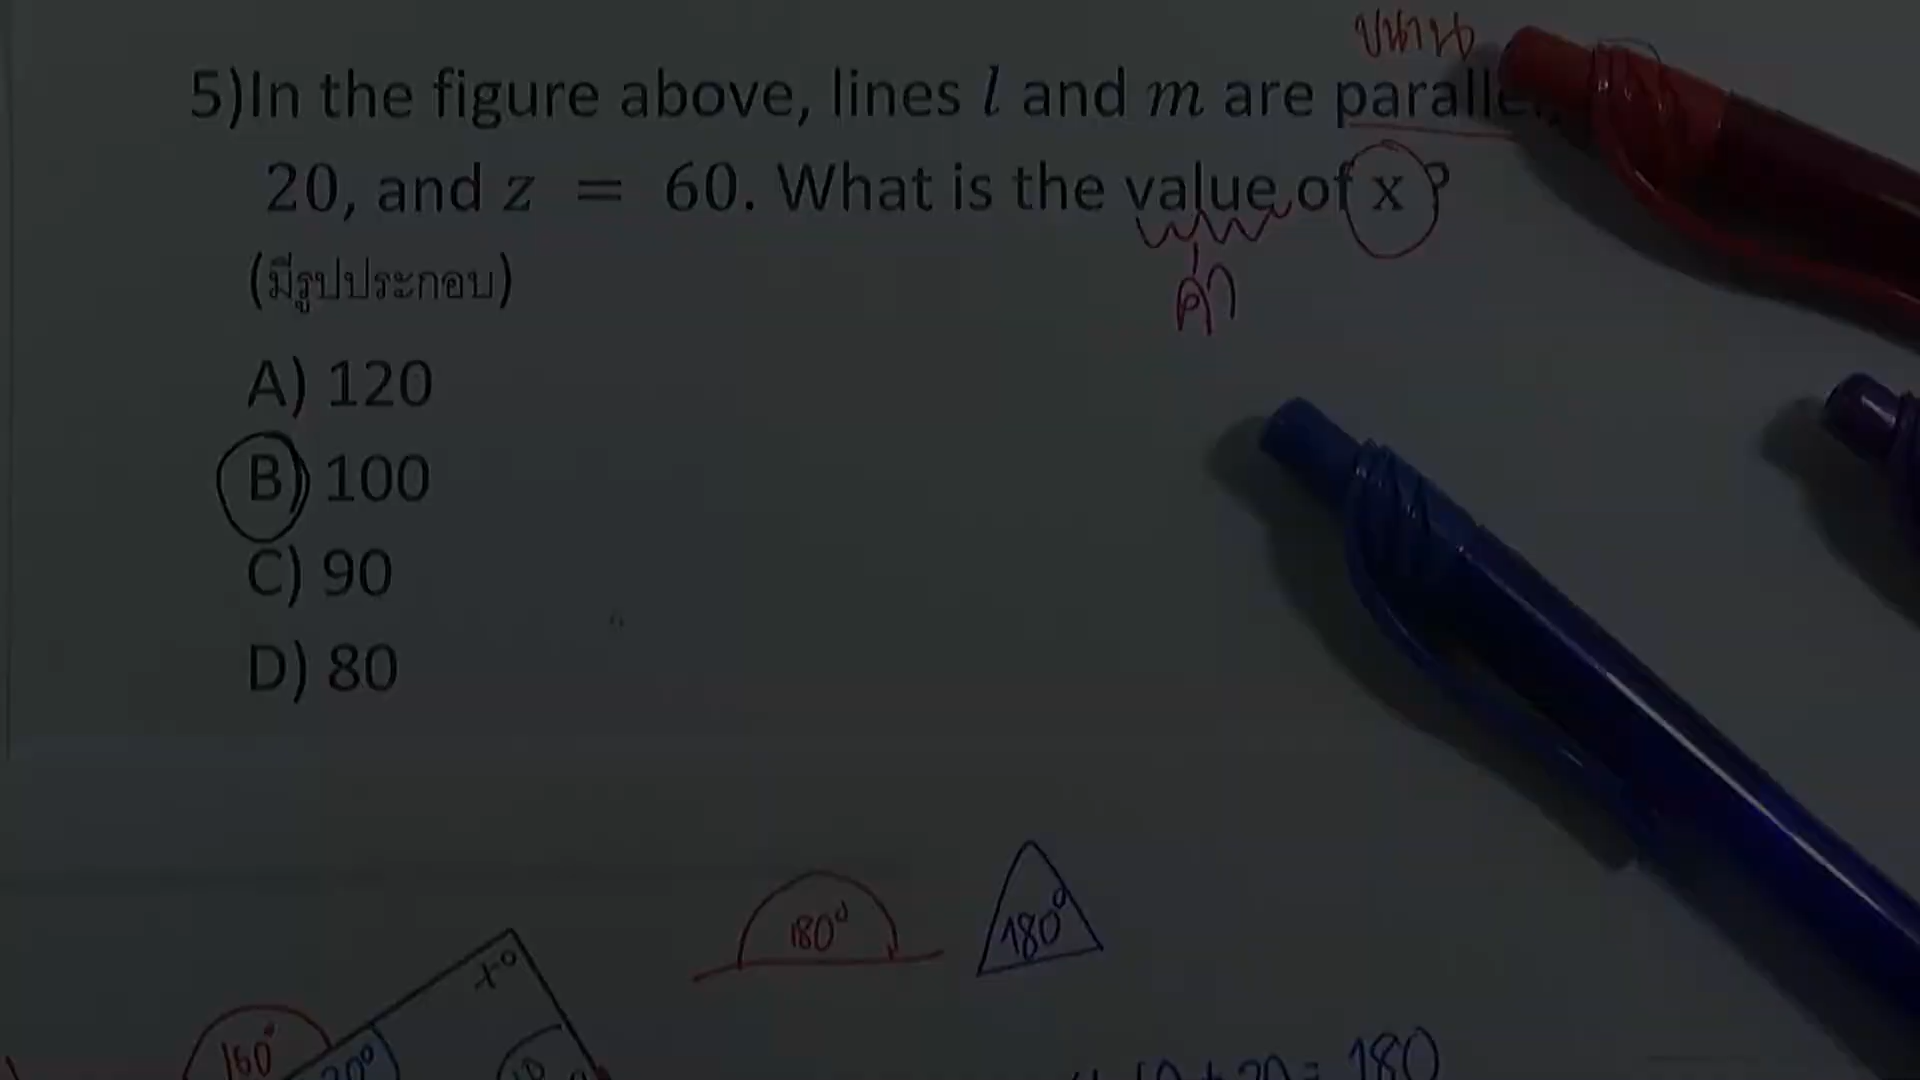 ขนาน
5)In the figure above, lines l and m are paralle
20, and z = 60. What is the value of x?
ค่า
(มีรูปประกอบ)
A) 120
B) 100
C) 90
D) 80
180°
180°
x°
160°
20°
+ 20 = 180